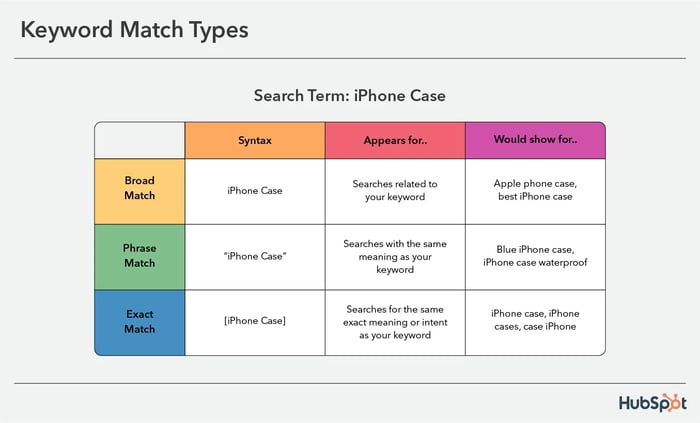 Keyword Match Types
Search Term: iPhone Case
Syntax
Appears for..
Would show for..
Broad
Match
iPhone Case
Searches related to
your keyword
Apple phone case,
best iPhone case
Phrase
Match
“iPhone Case”
Searches with the same
meaning as your
keyword
Blue iPhone case,
iPhone case waterproof
Exact
Match
[iPhone Case]
Searches for the same
exact meaning or intent
as your keyword
iPhone case, iPhone
cases, case iPhone
HubSpot